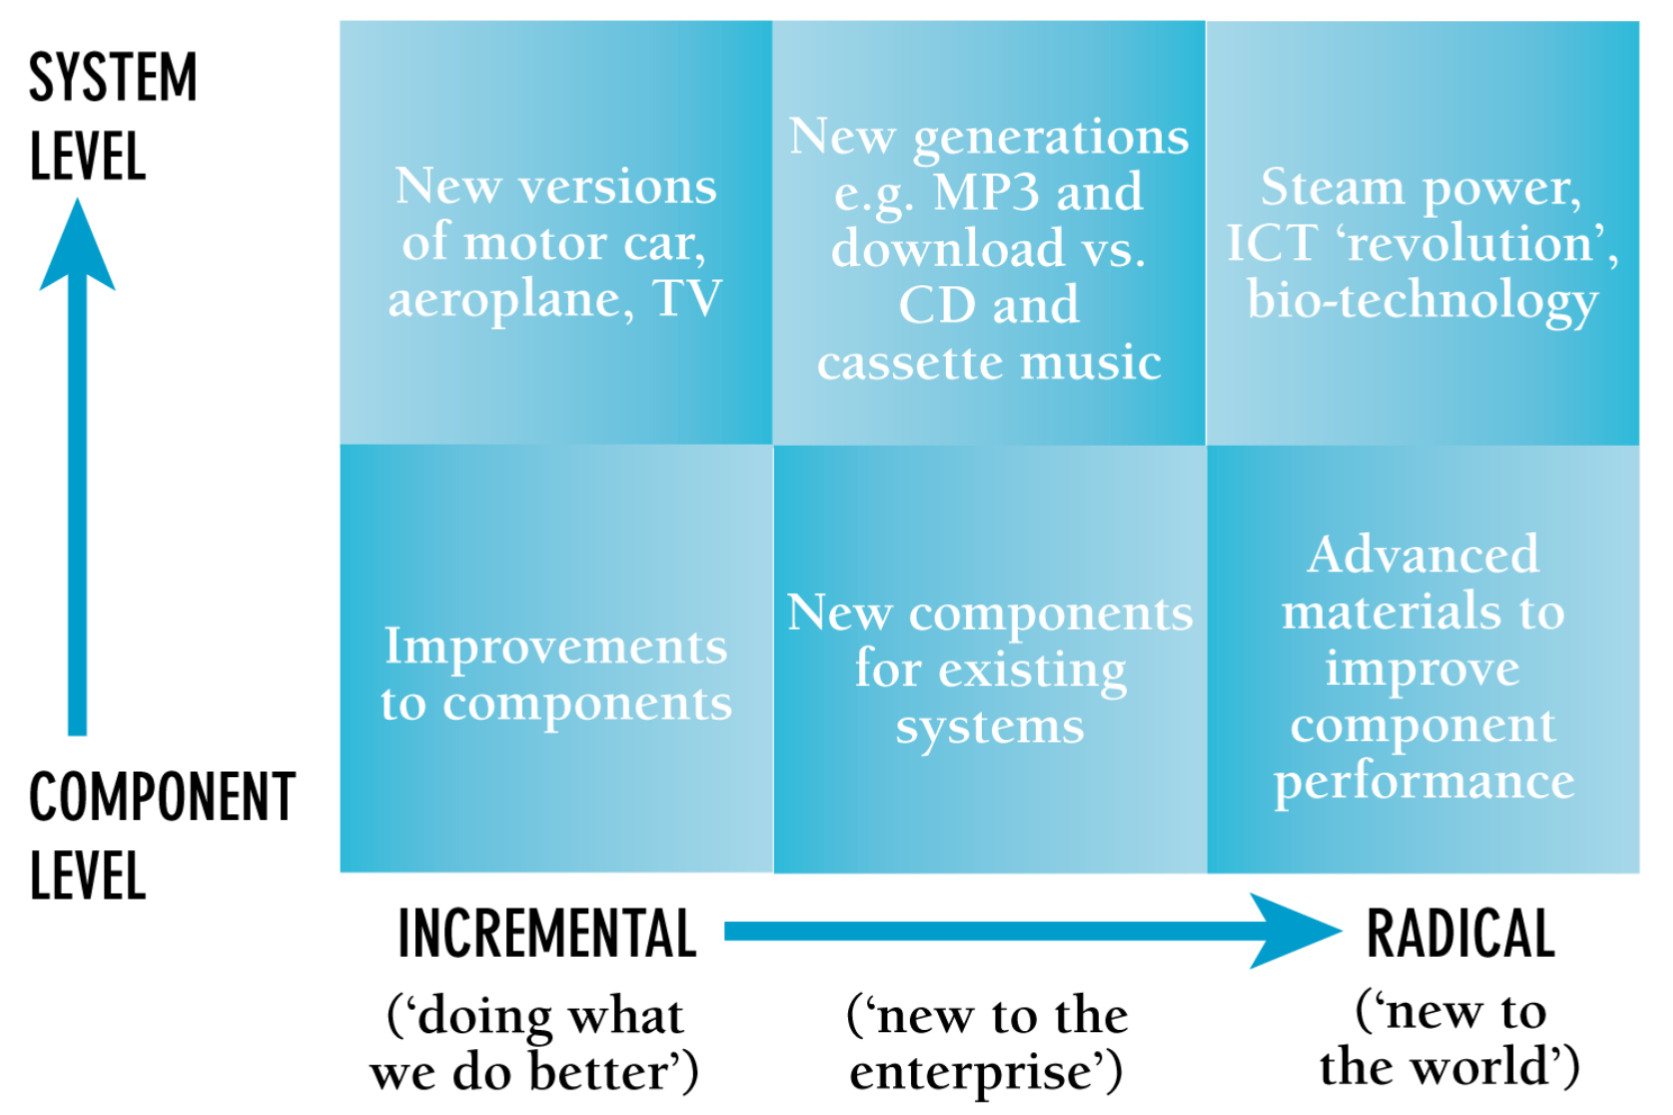 SYSTEM
LEVEL
New versions
of motor car,
aeroplane, TV
New generations
e.g. MP3 and
download vs.
CD and
cassette music
Steam power,
ICT ‘revolution’,
bio-technology
COMPONENT
LEVEL
Improvements
to components
New components
for existing
systems
Advanced
materials to
improve
component
performance
INCREMENTAL
RADICAL
(‘doing what
we do better’)
(‘new to the
enterprise’)
(‘new to
the world’)